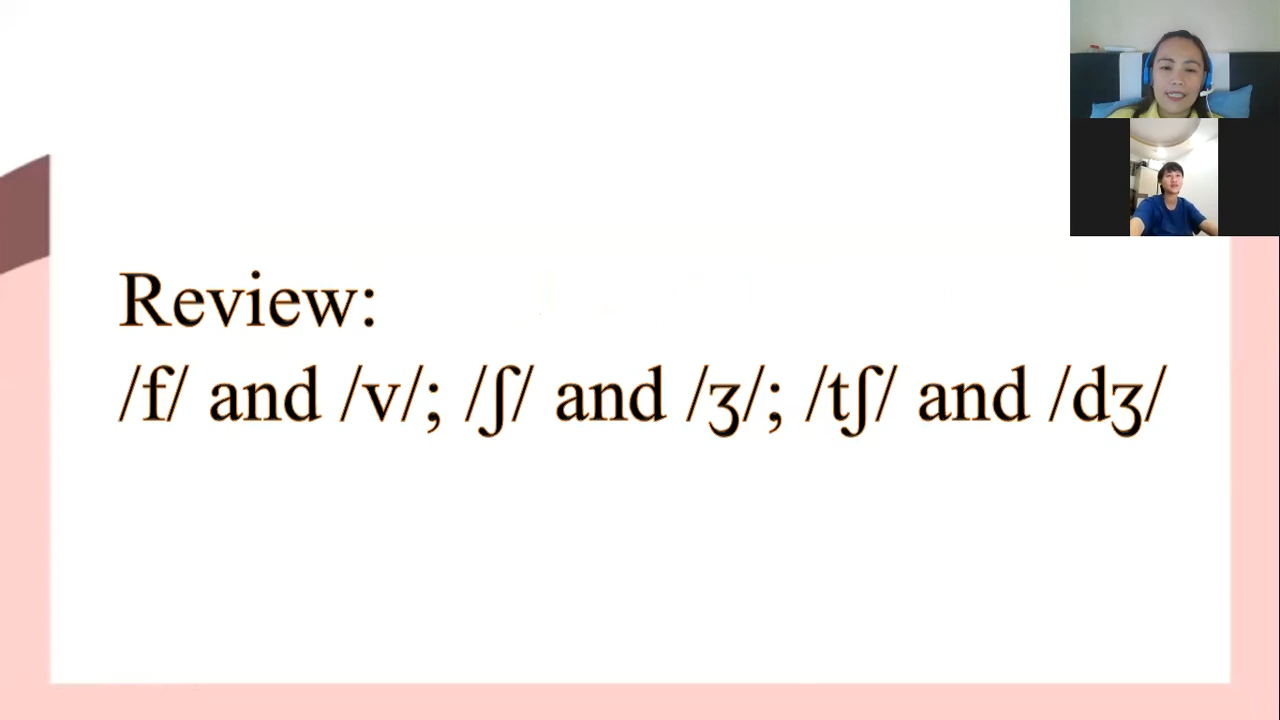 Review:
/f/ and /v/; /ʃ/ and /ʒ/; /tʃ/ and /dʒ/